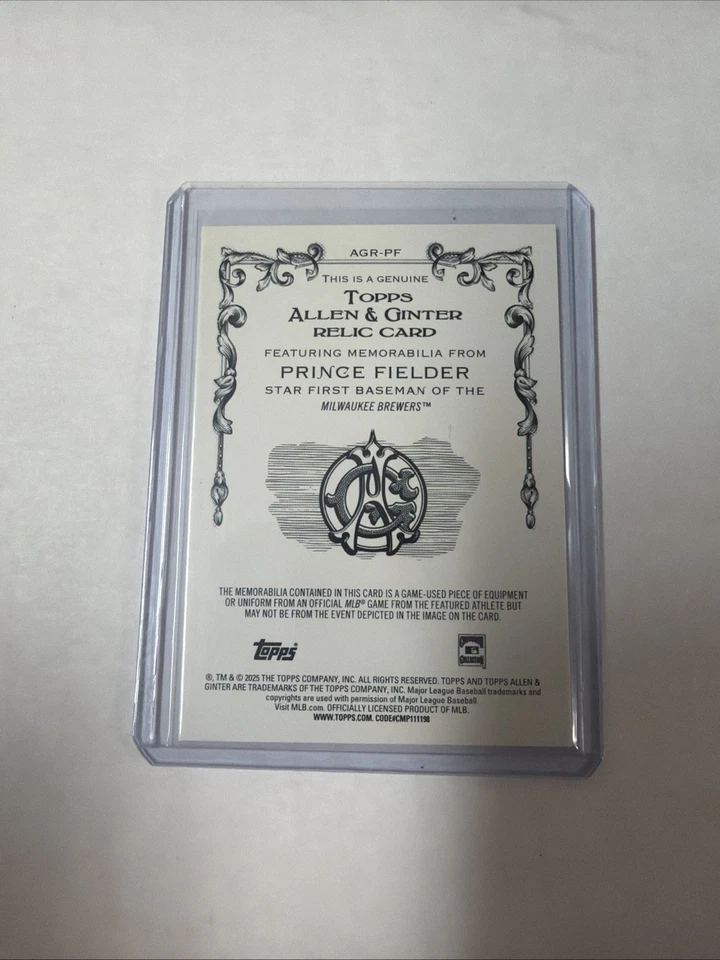 AGR-PF
THIS IS A GENUINE
TOPPS
ALLEN & GINTER
RELIC CARD
FEATURING MEMORABILIA FROM
PRINCE FIELDER
STAR FIRST BASEMAN OF THE
MILWAUKEE BREWERS™
THE MEMORABILIA CONTAINED IN THIS CARD IS A GAME-USED PIECE OF EQUIPMENT
OR UNIFORM FROM AN OFFICIAL MLB® GAME FROM THE FEATURED ATHLETE BUT
MAY NOT BE FROM THE EVENT DEPICTED IN THE IMAGE ON THE CARD.
Topps
®, TM & © 2025 THE TOPPS COMPANY, INC. ALL RIGHTS RESERVED. TOPPS AND TOPPS ALLEN &
GINTER ARE TRADEMARKS OF THE TOPPS COMPANY, INC. Major League Baseball trademarks and
copyrights are used with permission of Major League Baseball.
Visit MLB.com. OFFICIALLY LICENSED PRODUCT OF MLB.
WWW.TOPPS.COM. CODE#CMP111198